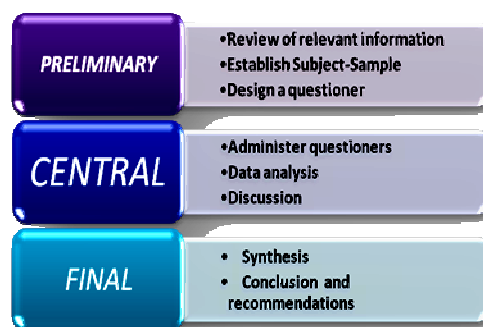 PRELIMINARY
•Review of relevant information
•Establish Subject-Sample
•Design a questioner
CENTRAL
•Administer questioners
•Data analysis
•Discussion
FINAL
• Synthesis
• Conclusion and
recommendations